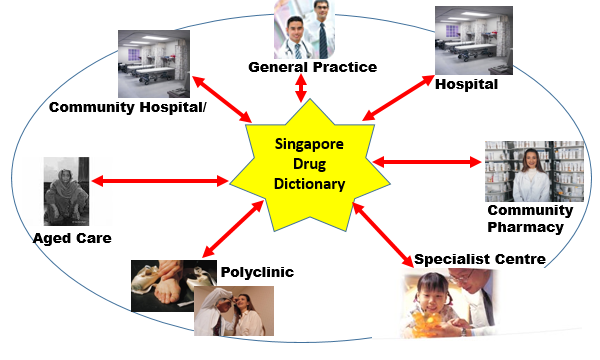 General Practice
Hospital
Community Hospital/
Singapore
Drug
Dictionary
Community
Pharmacy
Aged Care
Specialist Centre
Polyclinic